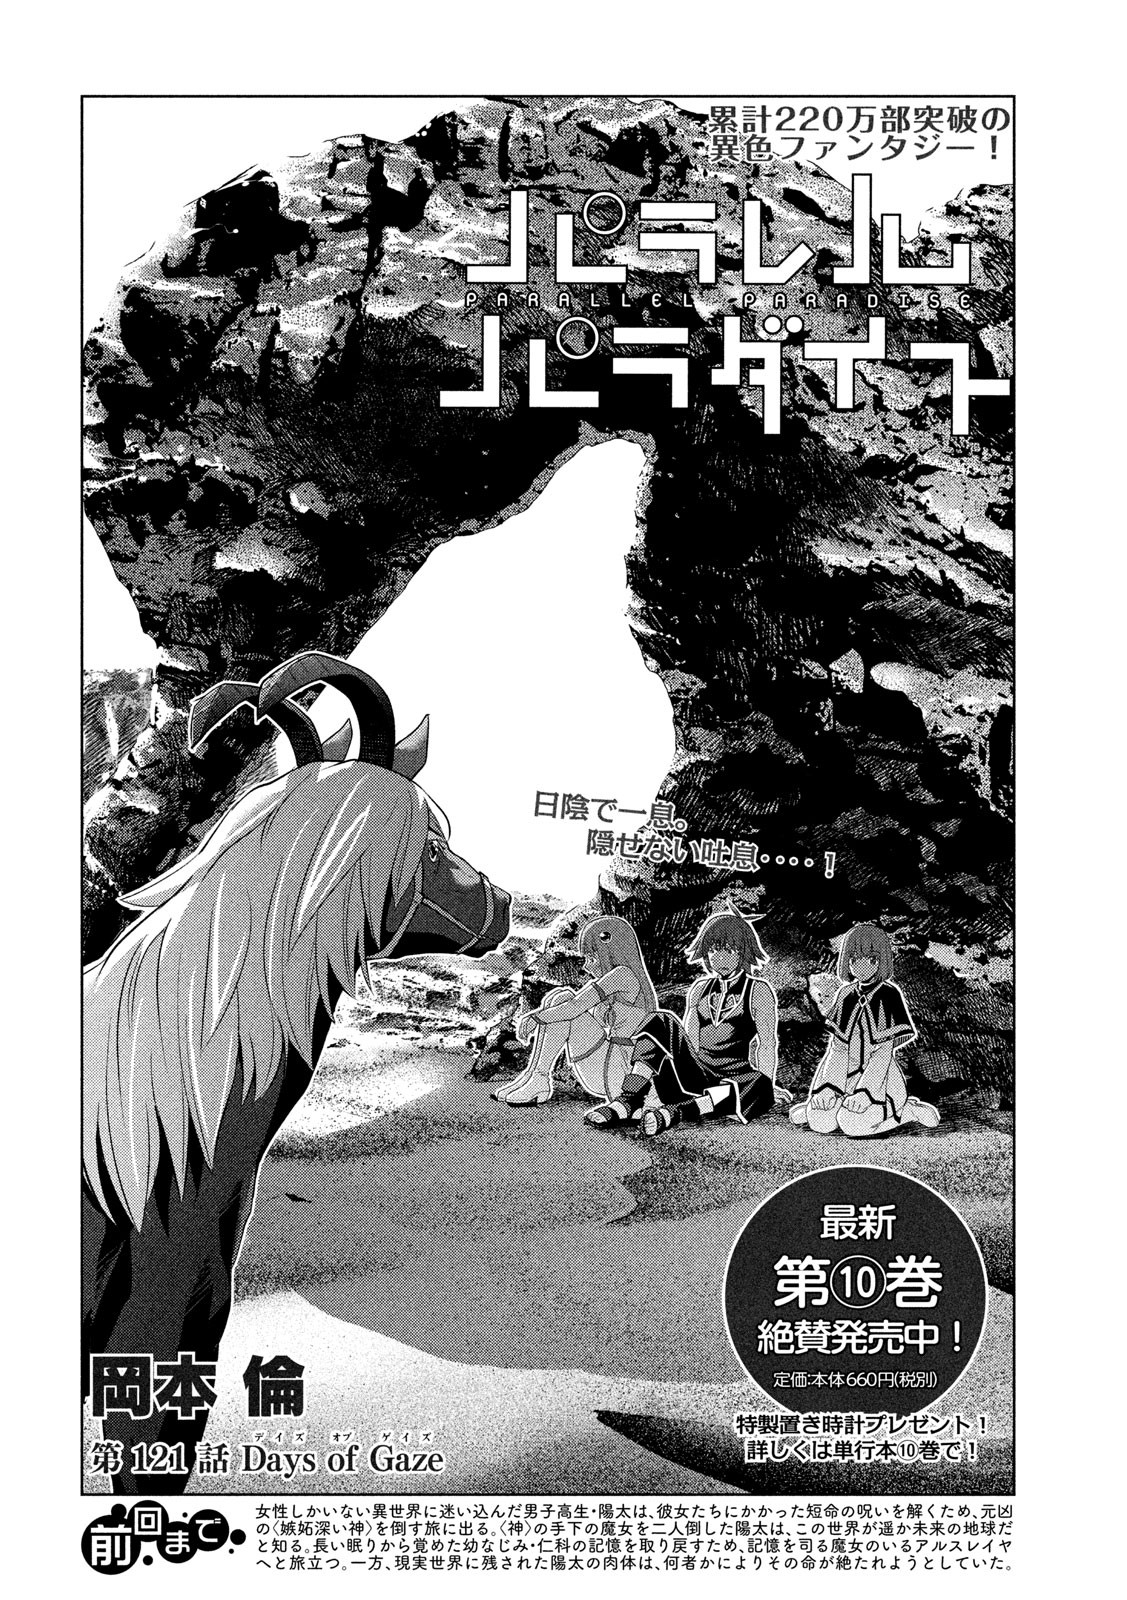 累計220万部突破の
異色ファンタジー！
パラレル
PARALLEL PARADISE
パラダイス
日陰で一息。
隠せない吐息・・・・！
最新
第⑩巻
絶賛発売中！
定価:本体660円(税別)
特製置き時計プレゼント！
詳しくは単行本⑩巻で！
岡本 倫
デイズ オブ ゲイズ
第121話 Days of Gaze
前回まで
女性しかいない異世界に迷い込んだ男子高生・陽太は、彼女たちにかかった短命の呪いを解くため、元凶
の〈嫉妬深い神〉を倒す旅に出る。〈神〉の手下の魔女を二人倒した陽太は、この世界が遥か未来の地球だ
と知る。長い眠りから覚めた幼なじみ・仁科の記憶を取り戻すため、記憶を司る魔女のいるアルスレイヤ
へと旅立つ。一方、現実世界に残された陽太の肉体は、何者かによりその命が絶たれようとしていた。